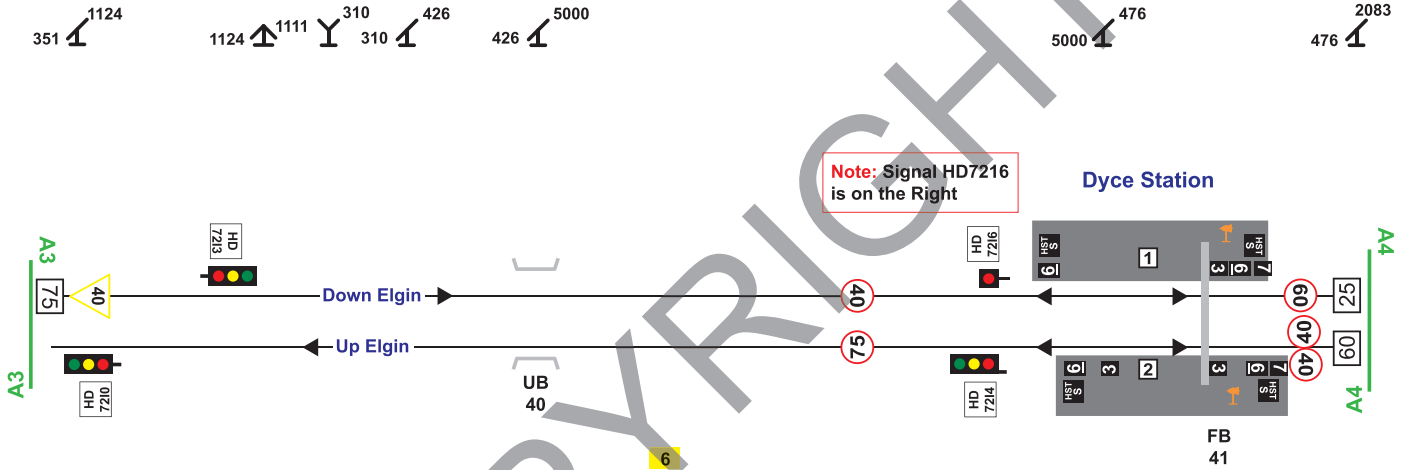 351 1124
1124 1111
310
310 426
426 5000
5000 476
476 2083
Note: Signal HD7216
is on the Right
Dyce Station
A3
HD
7213
HD
7216
HST
S
6
1
HST
S
3 6 7
A4
75
40
Down Elgin
40
60
25
Up Elgin
75
40
60
40
A3
HD
7210
UB
40
HD
7214
6
3
2
3
6
7
HST
S
HST
S
A4
FB
41
6
PYRIGH